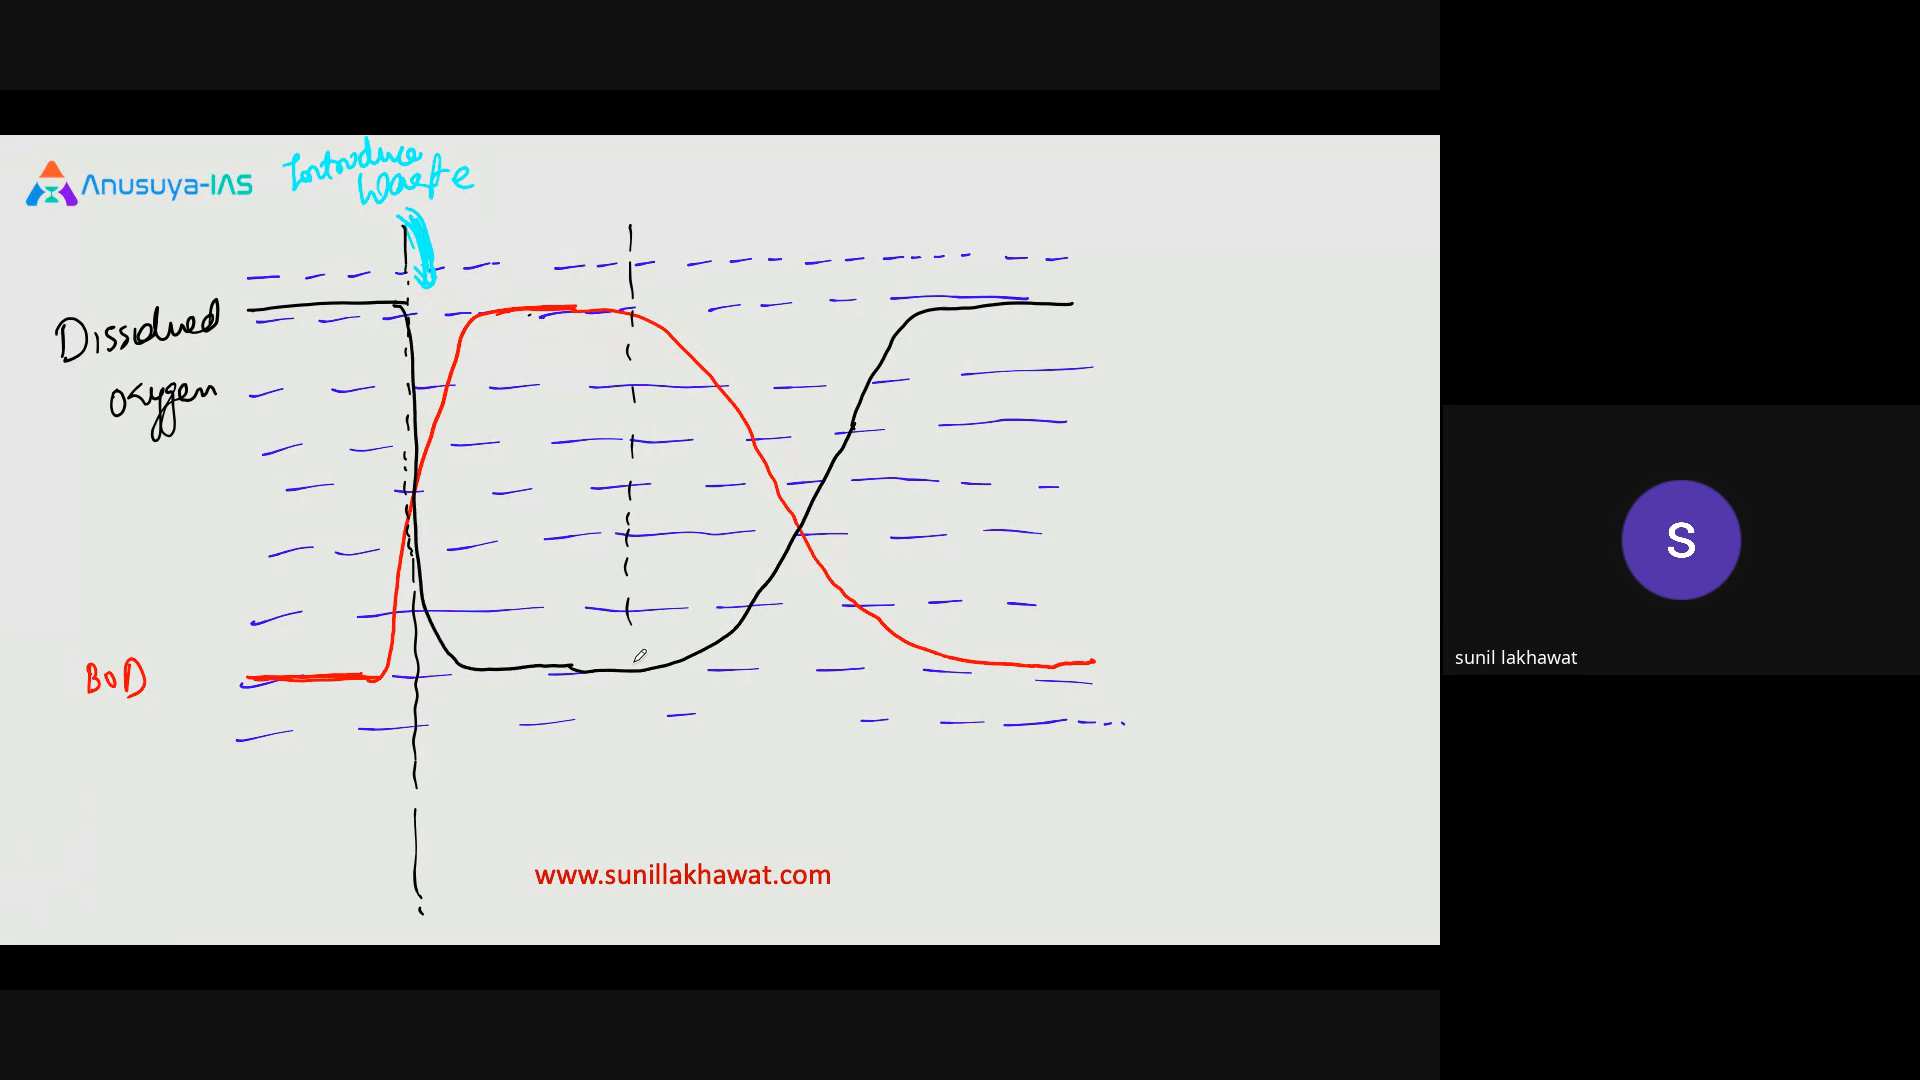 Introduce
Waste
Anusuya-IAS
Dissolved
Oxygen
BOD
www.sunillakhawat.com
S
sunil lakhawat